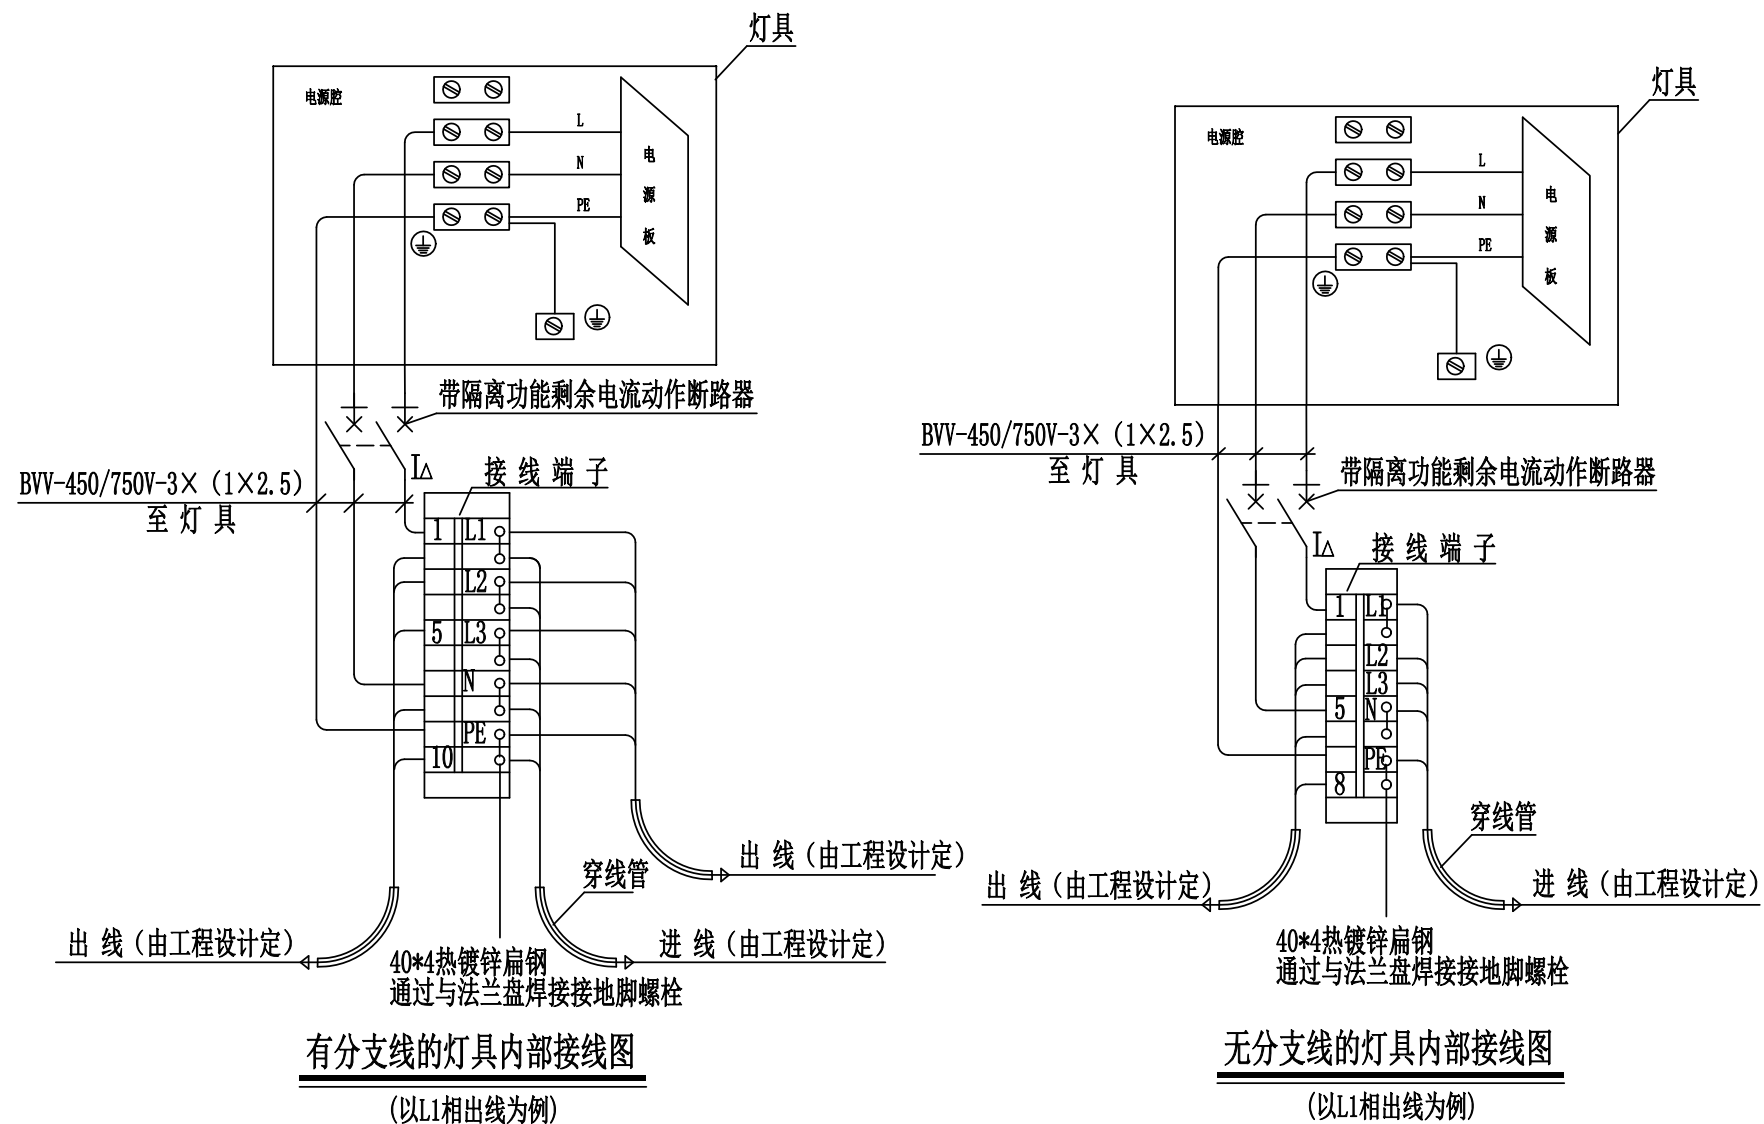 灯具
电源腔
L
N
PE
电
源
板
带隔离功能剩余电流动作断路器
I△
BVV-450/750V-3×(1×2.5)
至 灯 具
接 线 端 子
1 L1
L2
5 L3
N
PE
10
出 线(由工程设计定)
穿线管
出 线(由工程设计定)
进 线(由工程设计定)
40*4热镀锌扁钢
通过与法兰盘焊接接地脚螺栓
有分支线的灯具内部接线图
(以L1相出线为例)
灯具
电源腔
L
N
PE
电
源
板
BVV-450/750V-3×(1×2.5)
至 灯 具
带隔离功能剩余电流动作断路器
I△
接 线 端 子
1 L1
L2
L3
5 N
PE
8
穿线管
出 线(由工程设计定)
进 线(由工程设计定)
40*4热镀锌扁钢
通过与法兰盘焊接接地脚螺栓
无分支线的灯具内部接线图
(以L1相出线为例)